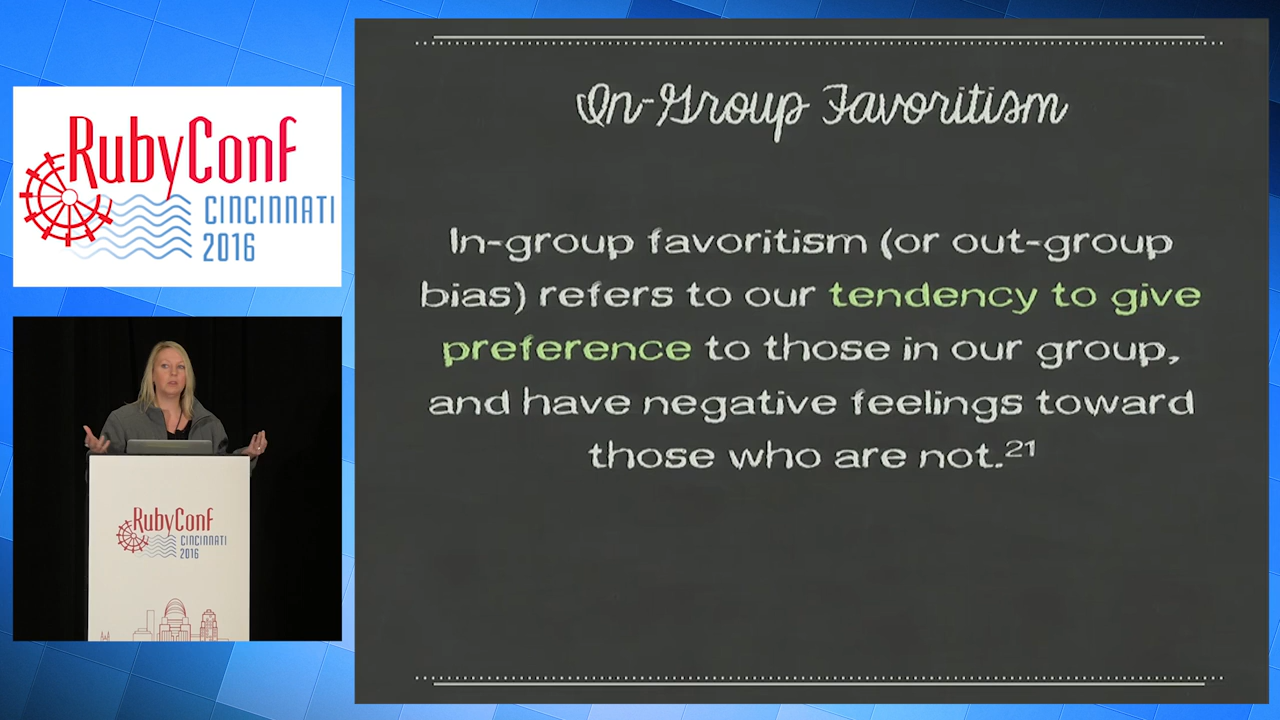 RubyConf
CINCINNATI
2016
RubyConf
CINCINNATI
2016
In-Group Favoritism
In-group favoritism (or out-group
bias) refers to our tendency to give
preference to those in our group,
and have negative feelings toward
those who are not.21